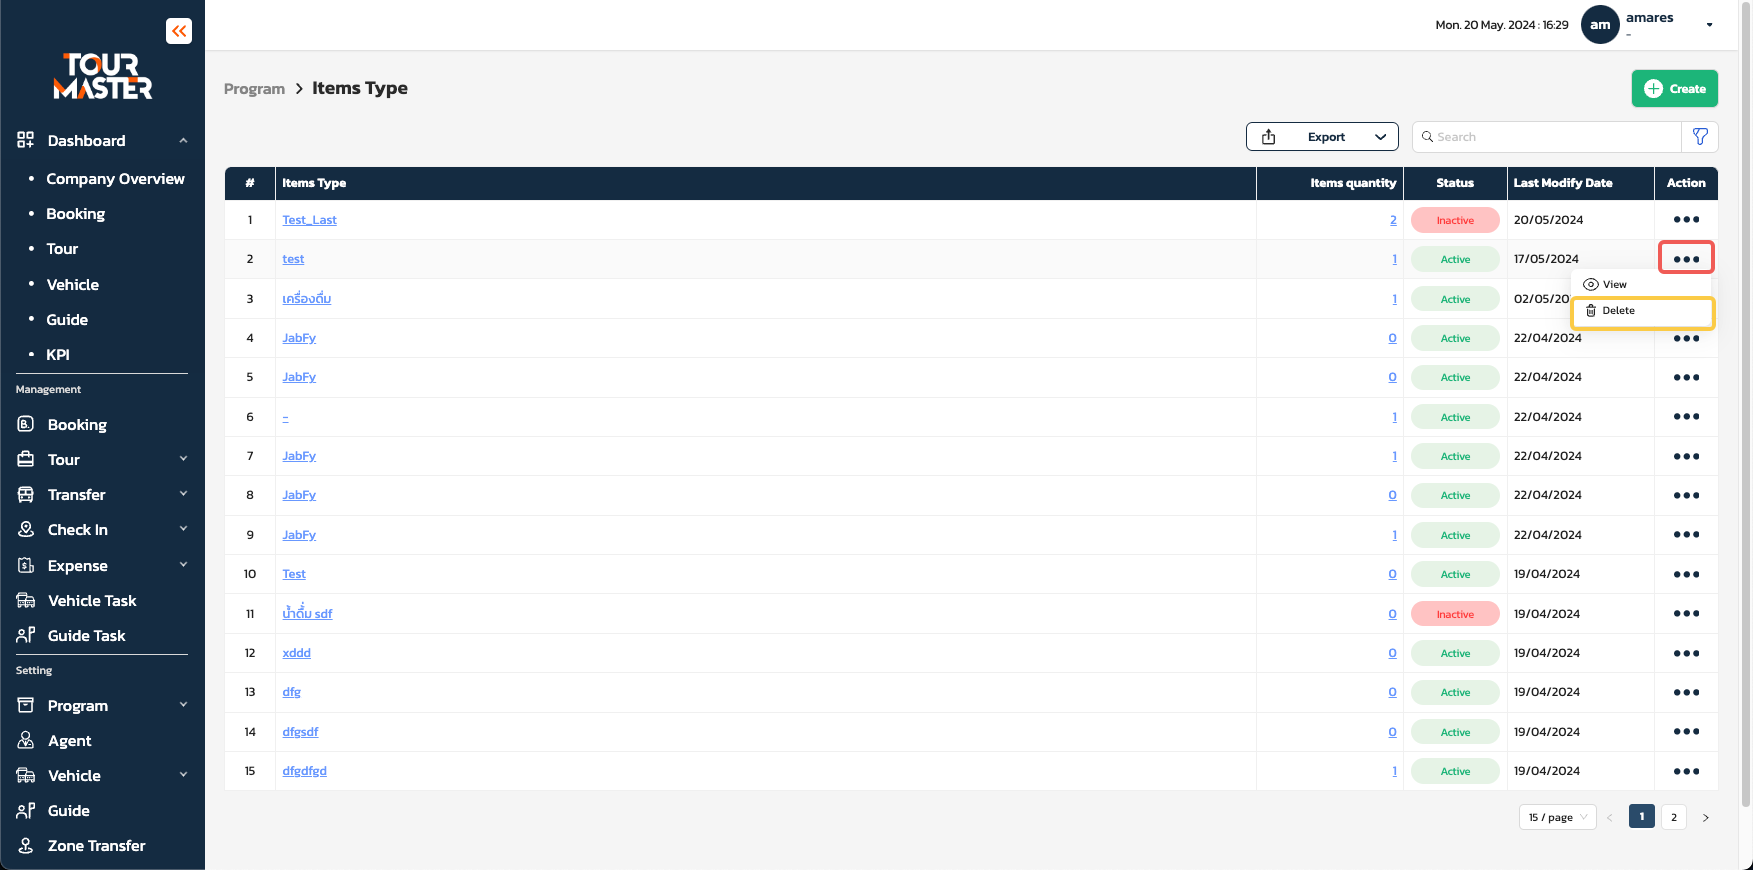 Mon. 20 May. 2024 : 16:29
am
amares
-
TOUR
MASTER
Dashboard
Company Overview
Booking
Tour
Vehicle
Guide
KPI
Management
Booking
Tour
Transfer
Check In
Expense
Vehicle Task
Guide Task
Setting
Program
Agent
Vehicle
Guide
Zone Transfer
Program > Items Type
Create
Export
Search
# Items Type Items quantity Status Last Modify Date Action
1 Test_Last 2 Inactive 20/05/2024
2 test 1 Active 17/05/2024
View
3 เครื่องดื่ม 1 Active 02/05/20
Delete
4 JabFy 0 Active 22/04/2024
5 JabFy 0 Active 22/04/2024
6 - 1 Active 22/04/2024
7 JabFy 1 Active 22/04/2024
8 JabFy 0 Active 22/04/2024
9 JabFy 1 Active 22/04/2024
10 Test 0 Active 19/04/2024
11 น้ำดื่ม sdf 0 Inactive 19/04/2024
12 xddd 0 Active 19/04/2024
13 dfg 0 Active 19/04/2024
14 dfgsdf 0 Active 19/04/2024
15 dfgdfgd 1 Active 19/04/2024
15 / page < 1 2 >